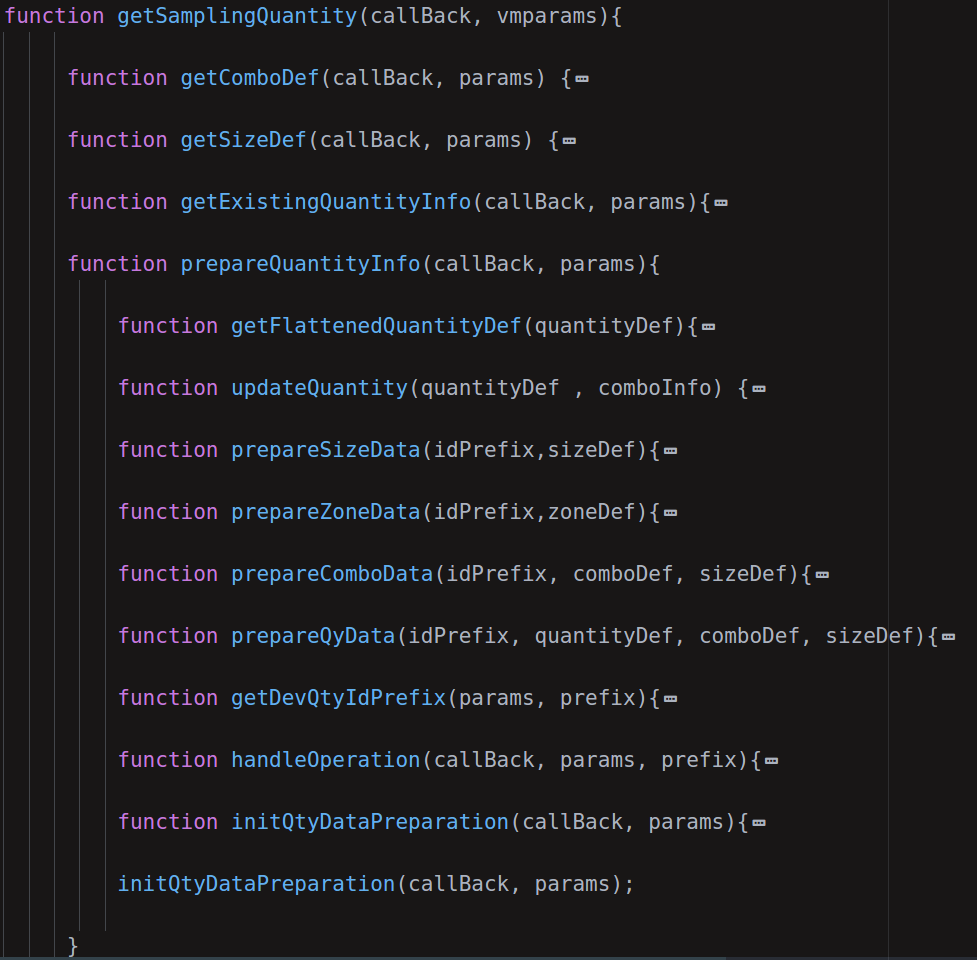 function getSamplingQuantity(callBack, vmparams){
function getComboDef(callBack, params) {
function getSizeDef(callBack, params) {
function getExistingQuantityInfo(callBack, params){
function prepareQuantityInfo(callBack, params){
function getFlattenedQuantityDef(quantityDef){
function updateQuantity(quantityDef , comboInfo) {
function prepareSizeData(idPrefix,sizeDef){
function prepareZoneData(idPrefix,zoneDef){
function prepareComboData(idPrefix, comboDef, sizeDef){
function prepareQyData(idPrefix, quantityDef, comboDef, sizeDef){
function getDevQtyIdPrefix(params, prefix){
function handleOperation(callBack, params, prefix){
function initQtyDataPreparation(callBack, params){
initQtyDataPreparation(callBack, params);
}